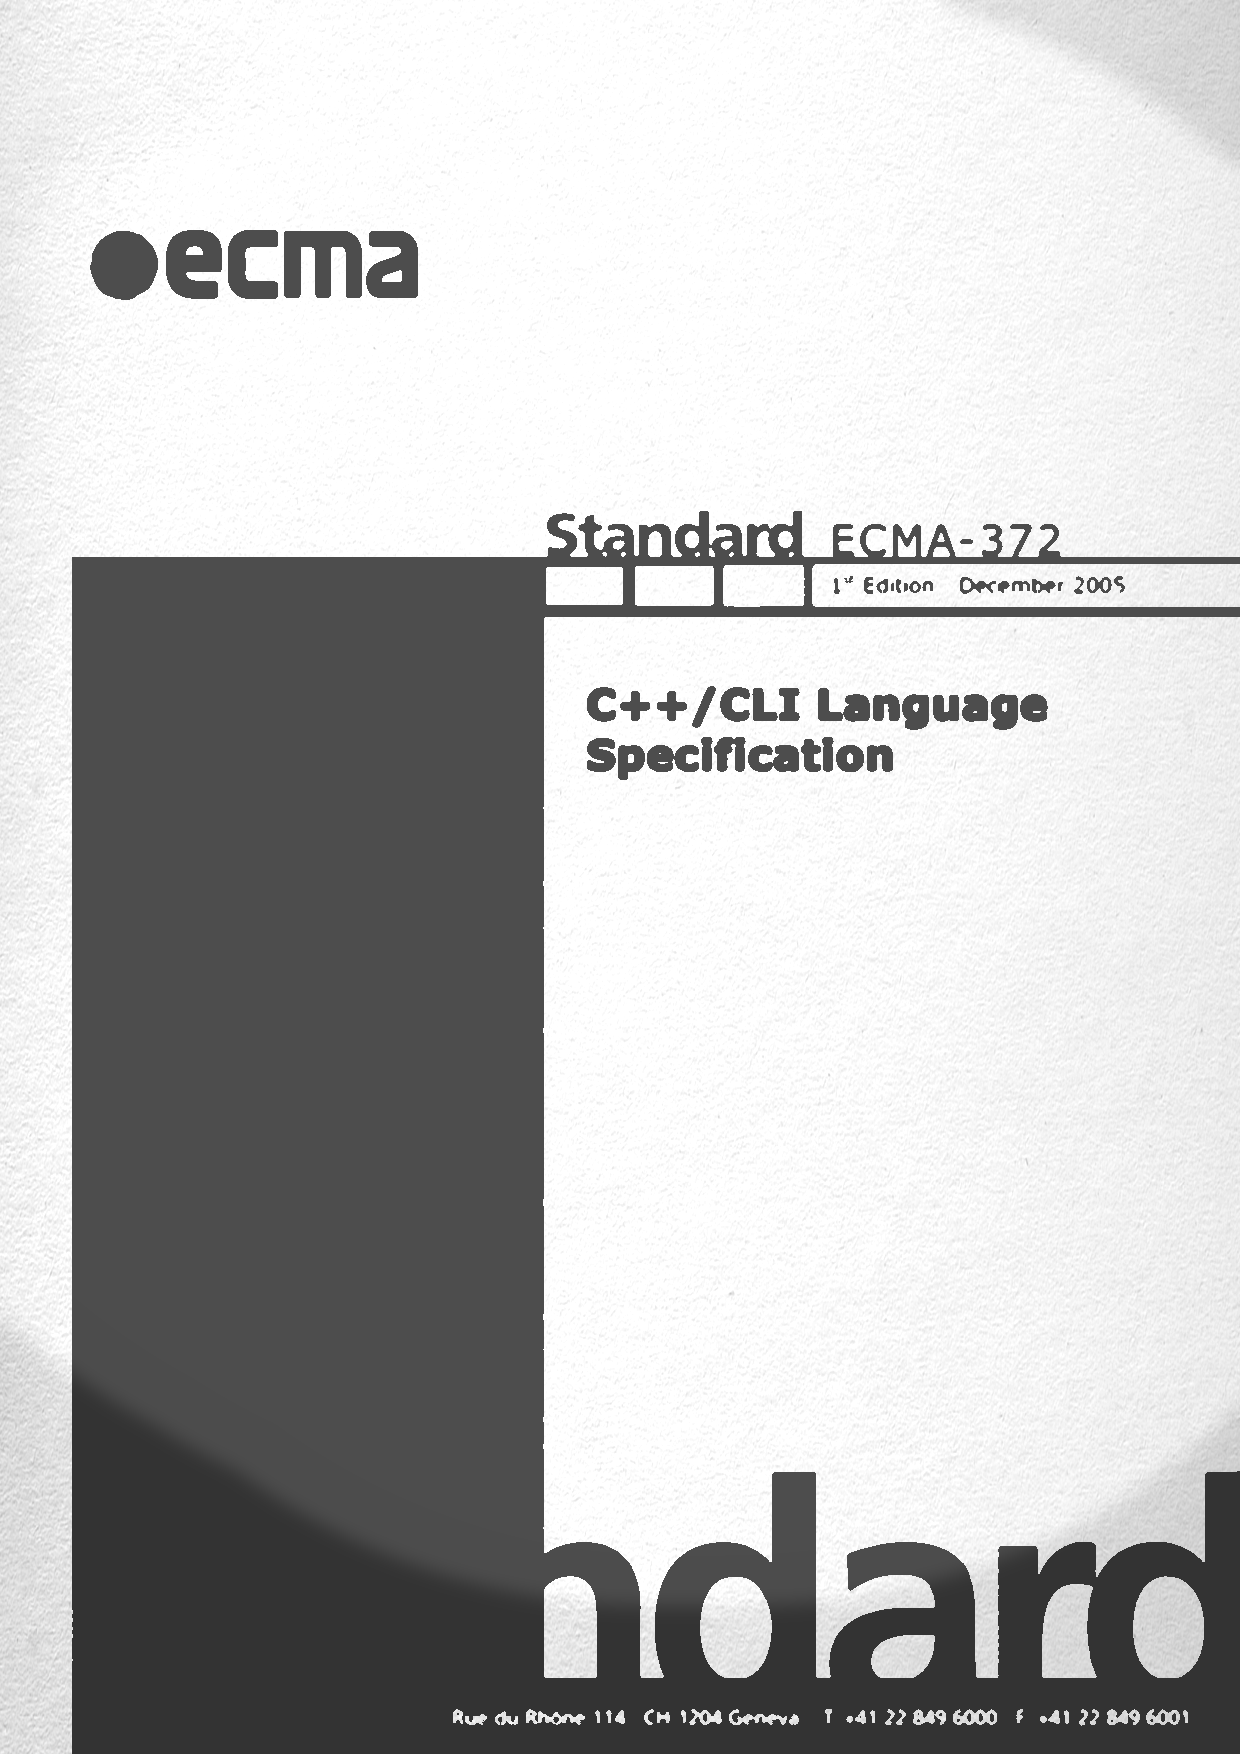 ecma
Standard ECMA-372
1st Edition December 2005
C++/CLI Language
Specification
ndard
Rue du Rhône 114 CH 1204 Geneva T +41 22 849 6000 F +41 22 849 6001